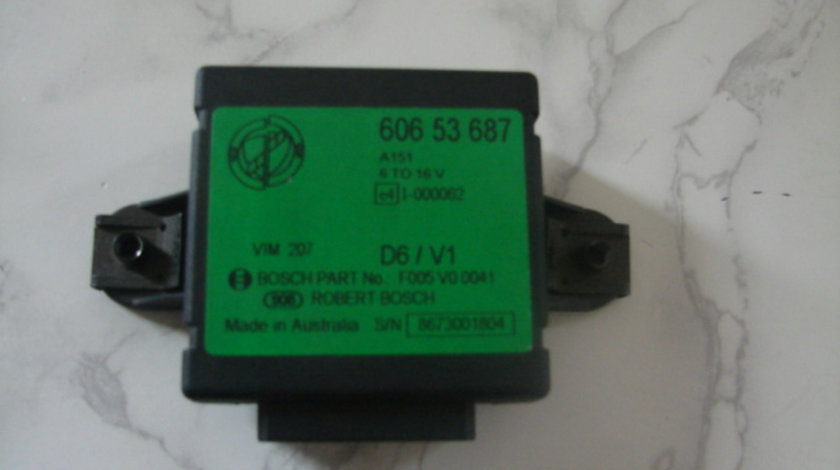 606 53 687
A151
6 TO 16 V
e4 1-000062
VIM 207 D6 / V1
BOSCH PART No.: F005 V0 0041
ROBERT BOSCH
Made in Australia S/N 8673001804